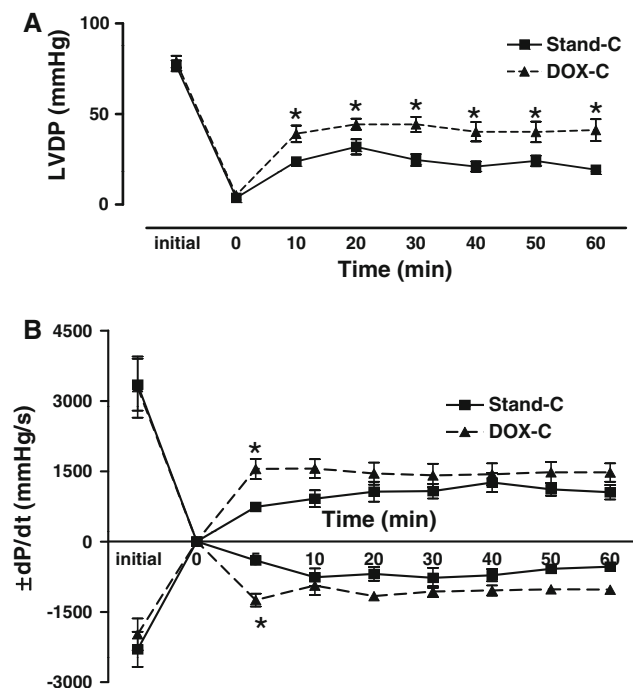 A
LVDP (mmHg)
100
50
0
Stand-C
DOX-C
* * * * * *
initial 0 10 20 30 40 50 60
Time (min)
B
±dP/dt (mmHg/s)
4500
3000
1500
0
-1500
-3000
Stand-C
DOX-C
*
Time (min)
initial 0 10 20 30 40 50 60
*